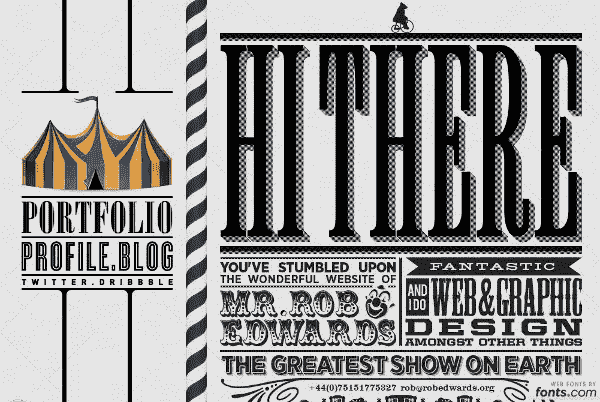 PORTFOLIO
PROFILE.BLOG
TWITTER.DRIBBBLE
HI THERE
YOU'VE STUMBLED UPON
THE WONDERFUL WEBSITE OF
MR. ROB
EDWARDS
FANTASTIC
AND I DO WEB & GRAPHIC
DESIGN
AMONGST OTHER THINGS
THE GREATEST SHOW ON EARTH
+44(0)75151775327 rob@robedwards.org
WEB FONTS BY
fonts.com